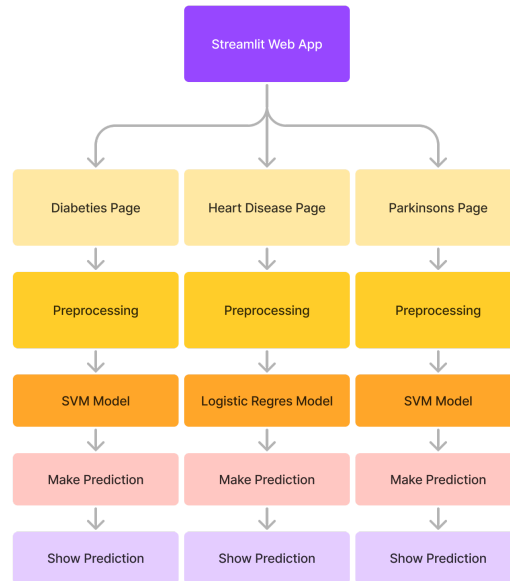 Streamlit Web App
Diabeties Page
Heart Disease Page
Parkinsons Page
Preprocessing
Preprocessing
Preprocessing
SVM Model
Logistic Regres Model
SVM Model
Make Prediction
Make Prediction
Make Prediction
Show Prediction
Show Prediction
Show Prediction